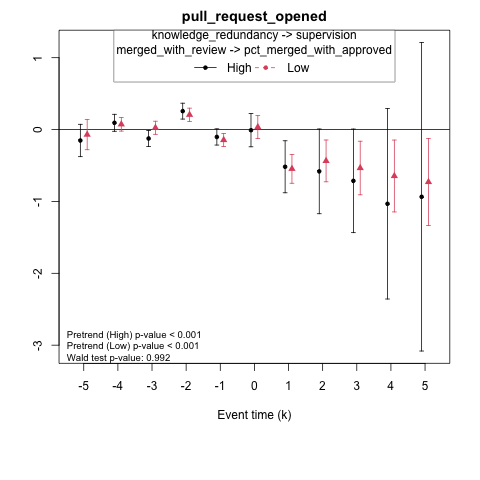 pull_request_opened
knowledge_redundancy -> supervision
merged_with_review -> pct_merged_with_approved
High Low
1
0
-1
-2
-3
Pretrend (High) p-value < 0.001
Pretrend (Low) p-value < 0.001
Wald test p-value: 0.992
-5 -4 -3 -2 -1 0 1 2 3 4 5
Event time (k)